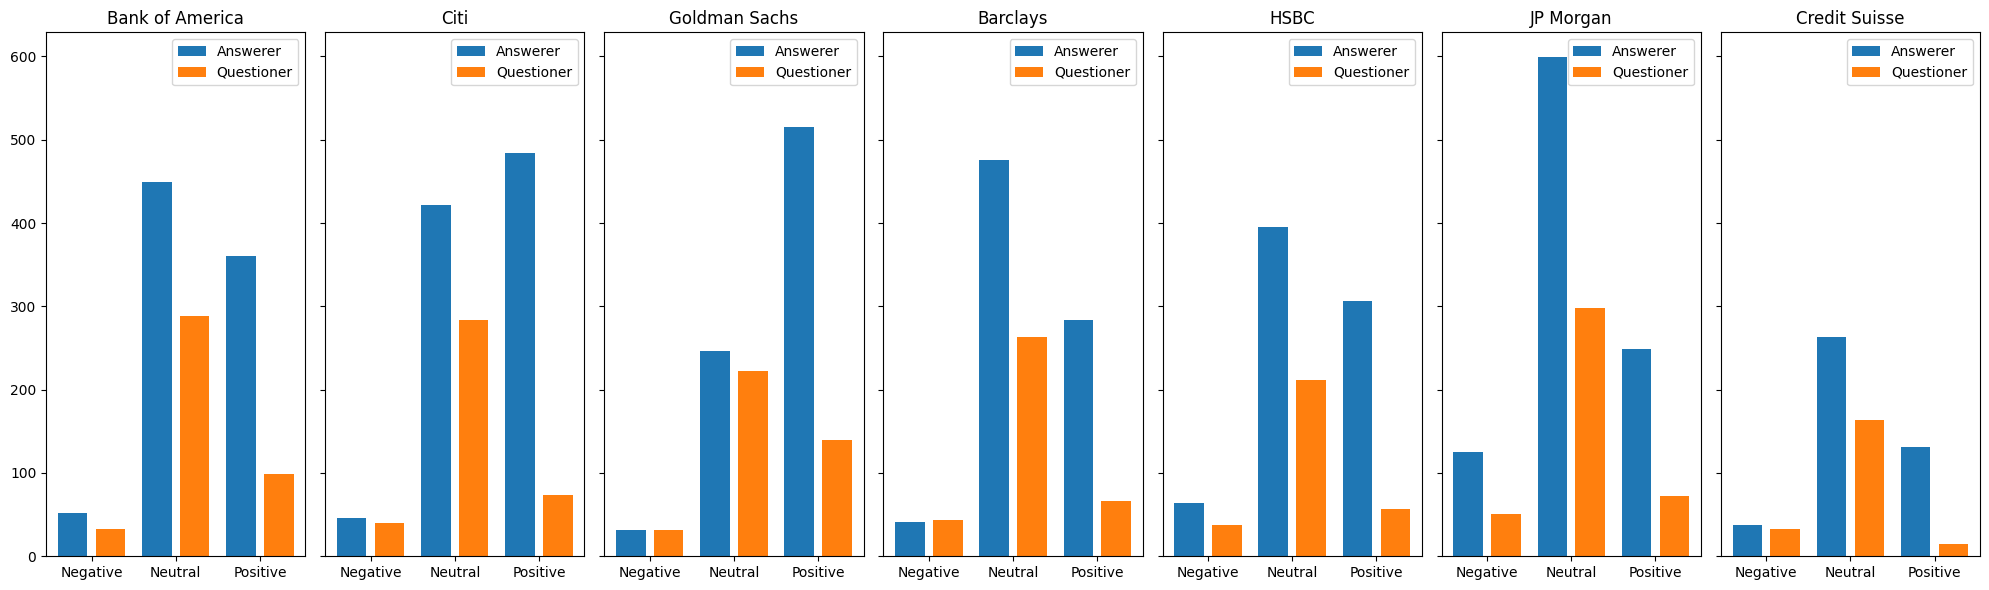 Bank of America
Citi
Goldman Sachs
Barclays
HSBC
JP Morgan
Credit Suisse
Answerer
Questioner
Answerer
Questioner
Answerer
Questioner
Answerer
Questioner
Answerer
Questioner
Answerer
Questioner
Answerer
Questioner
600
500
400
300
200
100
0
Negative Neutral Positive
Negative Neutral Positive
Negative Neutral Positive
Negative Neutral Positive
Negative Neutral Positive
Negative Neutral Positive
Negative Neutral Positive